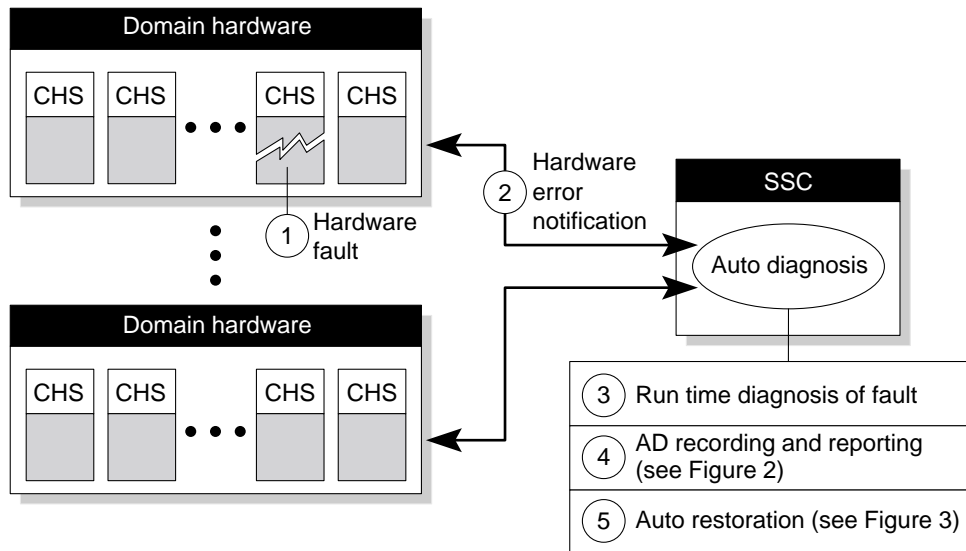 Domain hardware
CHS
CHS
CHS
CHS
1
Hardware
fault
2
Hardware
error
notification
SSC
Auto diagnosis
Domain hardware
CHS
CHS
CHS
CHS
3
Run time diagnosis of fault
4
AD recording and reporting
(see Figure 2)
5
Auto restoration (see Figure 3)